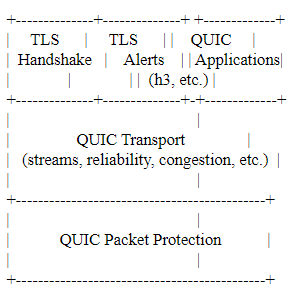 +--------------+--------------+ +-------------+
| TLS | TLS | | QUIC |
| Handshake | Alerts | | Applications|
| | | | (h3, etc.) |
+--------------+--------------+-+-------------+
| |
| QUIC Transport |
| (streams, reliability, congestion, etc.) |
| |
+---------------------------------------------+
| |
| QUIC Packet Protection |
| |
+---------------------------------------------+